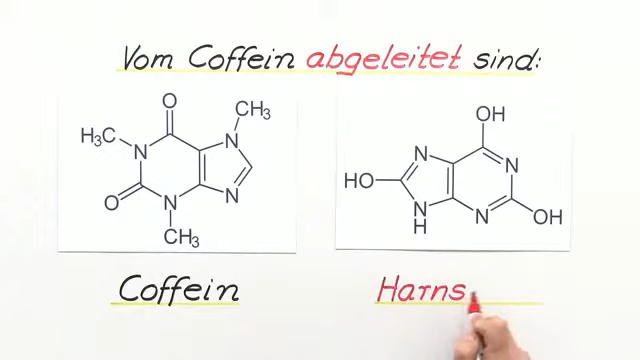 Vom Coffein abgeleitet sind:
O
CH₃
H₃C
N
N
O
N
N
CH₃
OH
N
N
HO
N
H
N
OH
Coffein
Harns